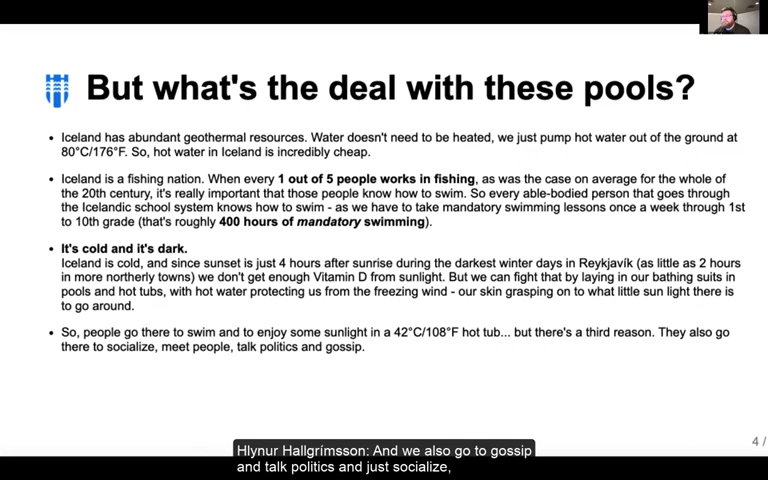 But what's the deal with these pools?
• Iceland has abundant geothermal resources. Water doesn't need to be heated, we just pump hot water out of the ground at
80°C/176°F. So, hot water in Iceland is incredibly cheap.
• Iceland is a fishing nation. When every 1 out of 5 people works in fishing, as was the case on average for the whole of
the 20th century, it's really important that those people know how to swim. So every able-bodied person that goes through
the Icelandic school system knows how to swim - as we have to take mandatory swimming lessons once a week through 1st
to 10th grade (that's roughly 400 hours of mandatory swimming).
• It's cold and it's dark.
Iceland is cold, and since sunset is just 4 hours after sunrise during the darkest winter days in Reykjavík (as little as 2 hours
in more northerly towns) we don't get enough Vitamin D from sunlight. But we can fight that by laying in our bathing suits in
pools and hot tubs, with hot water protecting us from the freezing wind - our skin grasping on to what little sun light there is
to go around.
• So, people go there to swim and to enjoy some sunlight in a 42°C/108°F hot tub... but there's a third reason. They also go
there to socialize, meet people, talk politics and gossip.
4 /
Hlynur Hallgrímsson: And we also go to gossip
and talk politics and just socialize,